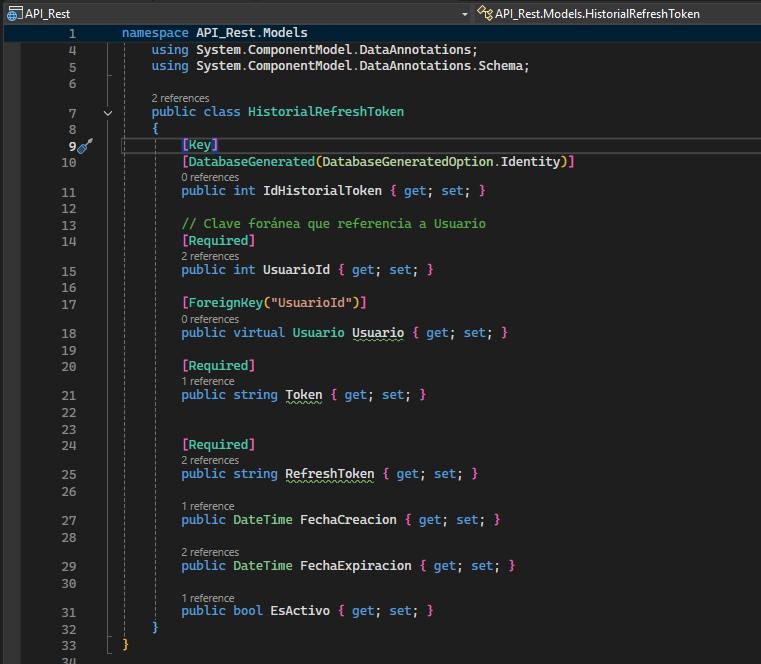 API_Rest API_Rest.Models.HistorialRefreshToken
1 namespace API_Rest.Models
4 using System.ComponentModel.DataAnnotations;
5 using System.ComponentModel.DataAnnotations.Schema;
6
2 references
7 public class HistorialRefreshToken
8 {
9 [Key]
10 [DatabaseGenerated(DatabaseGeneratedOption.Identity)]
0 references
11 public int IdHistorialToken { get; set; }
12
13 // Clave foránea que referencia a Usuario
14 [Required]
2 references
15 public int UsuarioId { get; set; }
16
17 [ForeignKey("UsuarioId")]
0 references
18 public virtual Usuario Usuario { get; set; }
19
20 [Required]
1 reference
21 public string Token { get; set; }
22
23
24 [Required]
2 references
25 public string RefreshToken { get; set; }
26
1 reference
27 public DateTime FechaCreacion { get; set; }
28
2 references
29 public DateTime FechaExpiracion { get; set; }
30
1 reference
31 public bool EsActivo { get; set; }
32 }
33 }
34